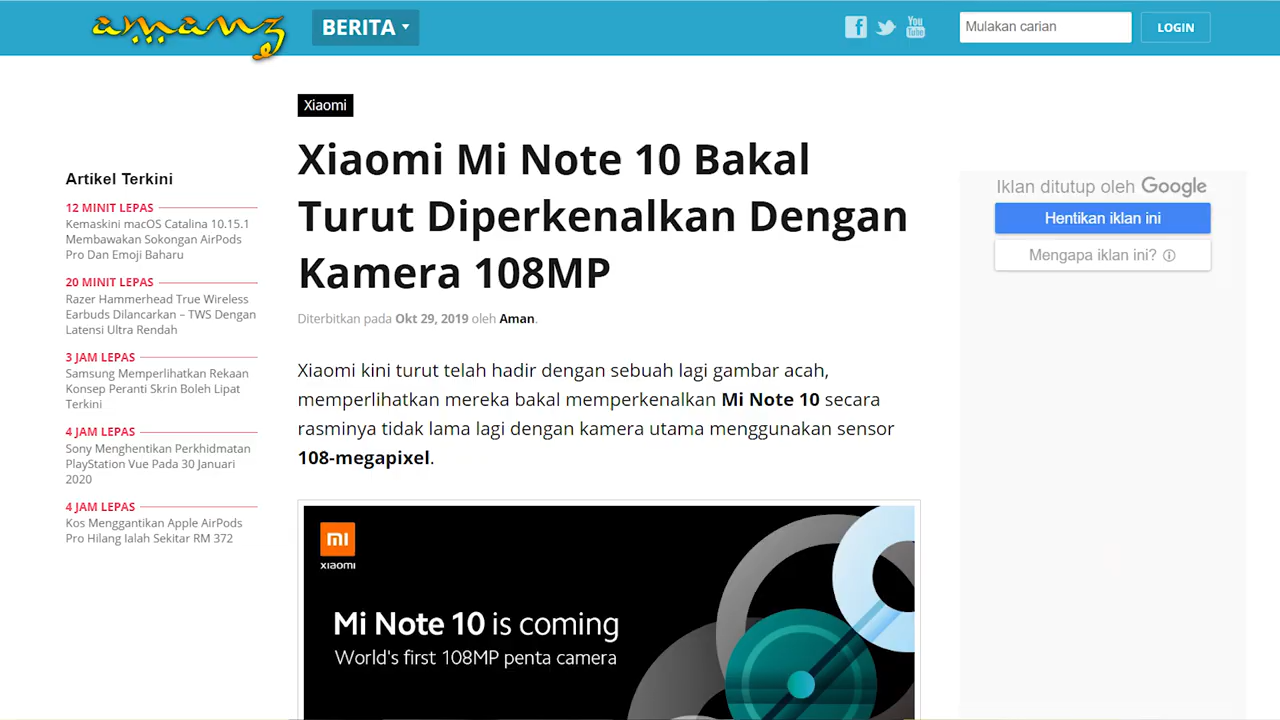 amanz
BERITA
You
Tube
Mulakan carian
LOGIN
Xiaomi
Xiaomi Mi Note 10 Bakal
Turut Diperkenalkan Dengan
Kamera 108MP
Diterbitkan pada Okt 29, 2019 oleh Aman.
Xiaomi kini turut telah hadir dengan sebuah lagi gambar acah,
memperlihatkan mereka bakal memperkenalkan Mi Note 10 secara
rasminya tidak lama lagi dengan kamera utama menggunakan sensor
108-megapixel.
mi
xiaomi
Mi Note 10 is coming
World's first 108MP penta camera
Artikel Terkini
12 MINIT LEPAS
Kemaskini macOS Catalina 10.15.1
Membawakan Sokongan AirPods
Pro Dan Emoji Baharu
20 MINIT LEPAS
Razer Hammerhead True Wireless
Earbuds Dilancarkan – TWS Dengan
Latensi Ultra Rendah
3 JAM LEPAS
Samsung Memperlihatkan Rekaan
Konsep Peranti Skrin Boleh Lipat
Terkini
4 JAM LEPAS
Sony Menghentikan Perkhidmatan
PlayStation Vue Pada 30 Januari
2020
4 JAM LEPAS
Kos Menggantikan Apple AirPods
Pro Hilang Ialah Sekitar RM 372
Iklan ditutup oleh Google
Hentikan iklan ini
Mengapa iklan ini?